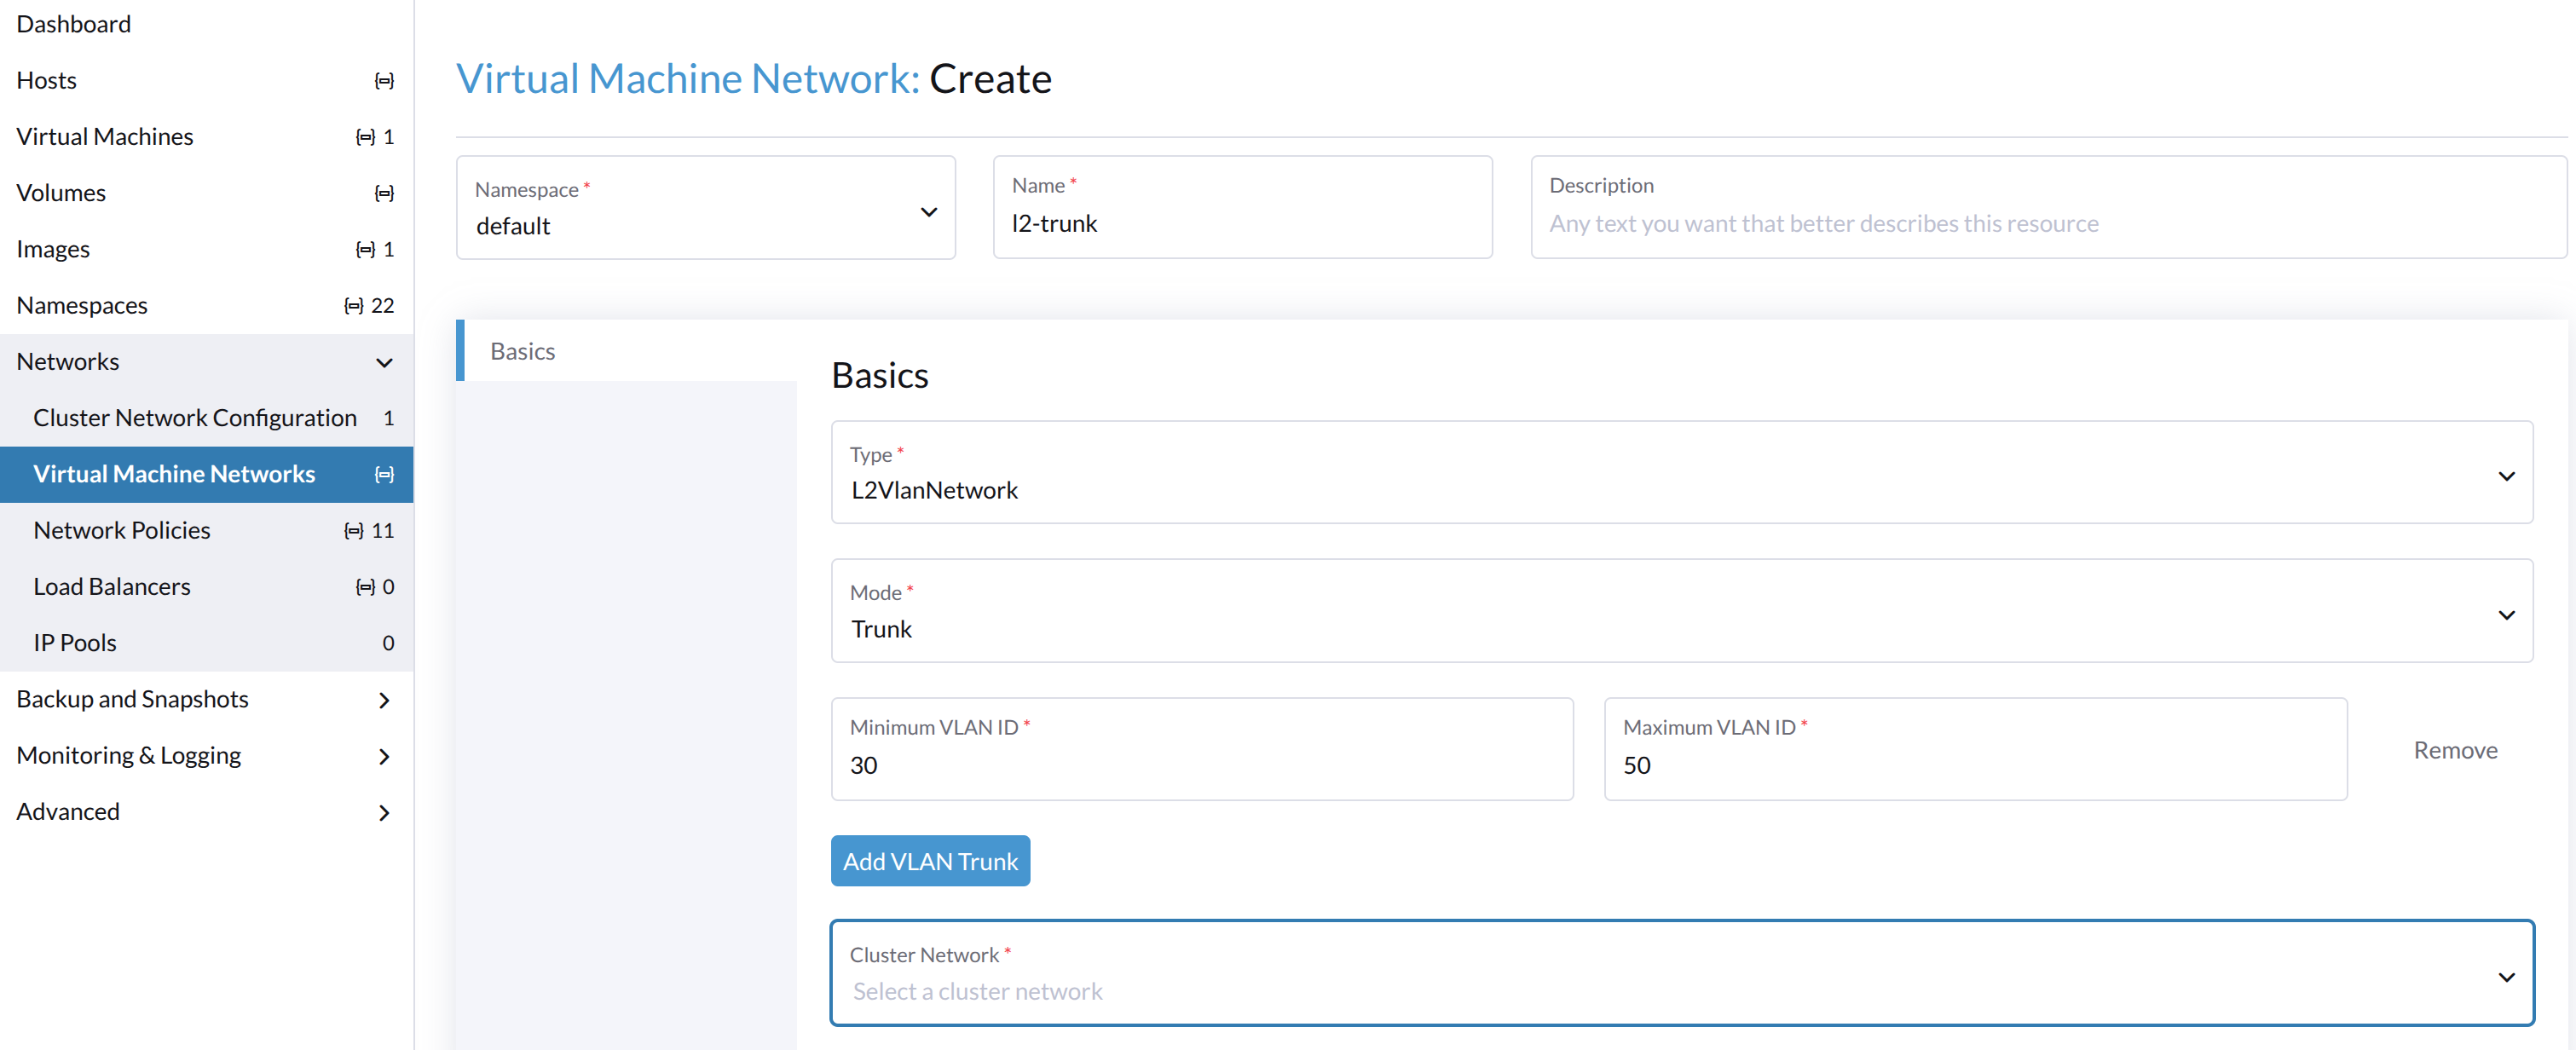 Dashboard
Hosts
Virtual Machines 1
Volumes
Images 1
Namespaces 22
Networks
Cluster Network Configuration 1
Virtual Machine Networks
Network Policies 11
Load Balancers 0
IP Pools 0
Backup and Snapshots
Monitoring & Logging
Advanced
Virtual Machine Network: Create
Namespace *
default
Name *
l2-trunk
Description
Any text you want that better describes this resource
Basics
Basics
Type *
L2VlanNetwork
Mode *
Trunk
Minimum VLAN ID *
30
Maximum VLAN ID *
50
Remove
Add VLAN Trunk
Cluster Network *
Select a cluster network